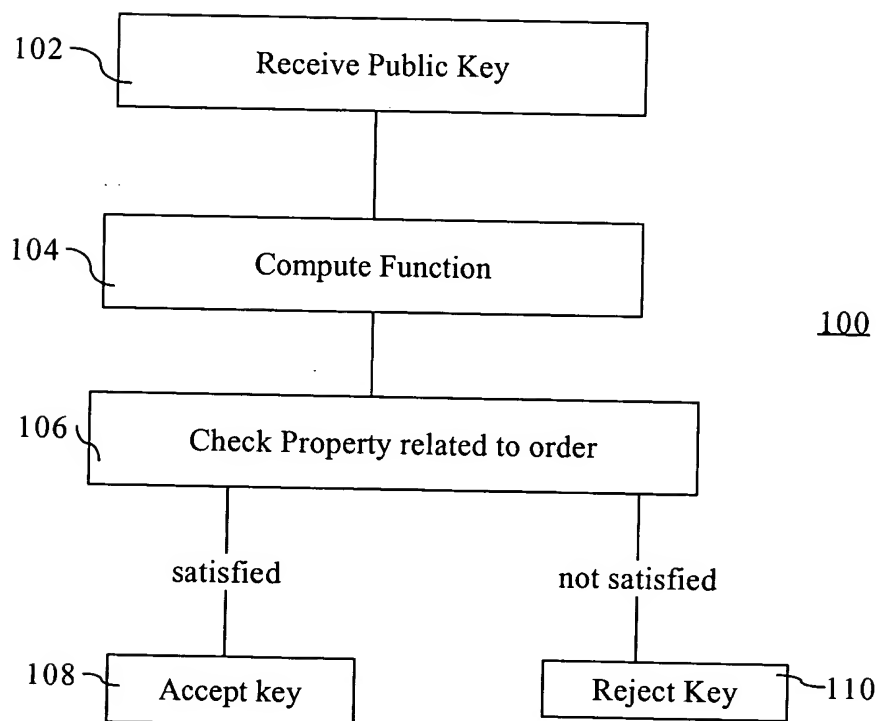 102
Receive Public Key
104
Compute Function
100
106
Check Property related to order
satisfied
not satisfied
108
Accept key
Reject Key
110